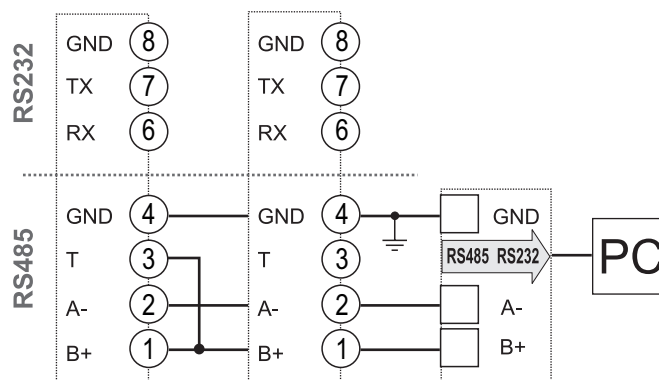 RS232
GND 8 GND 8
TX 7 TX 7
RX 6 RX 6
RS485
GND 4 GND 4 GND
T 3 T 3 RS485 RS232 PC
A- 2 A- 2 A-
B+ 1 B+ 1 B+